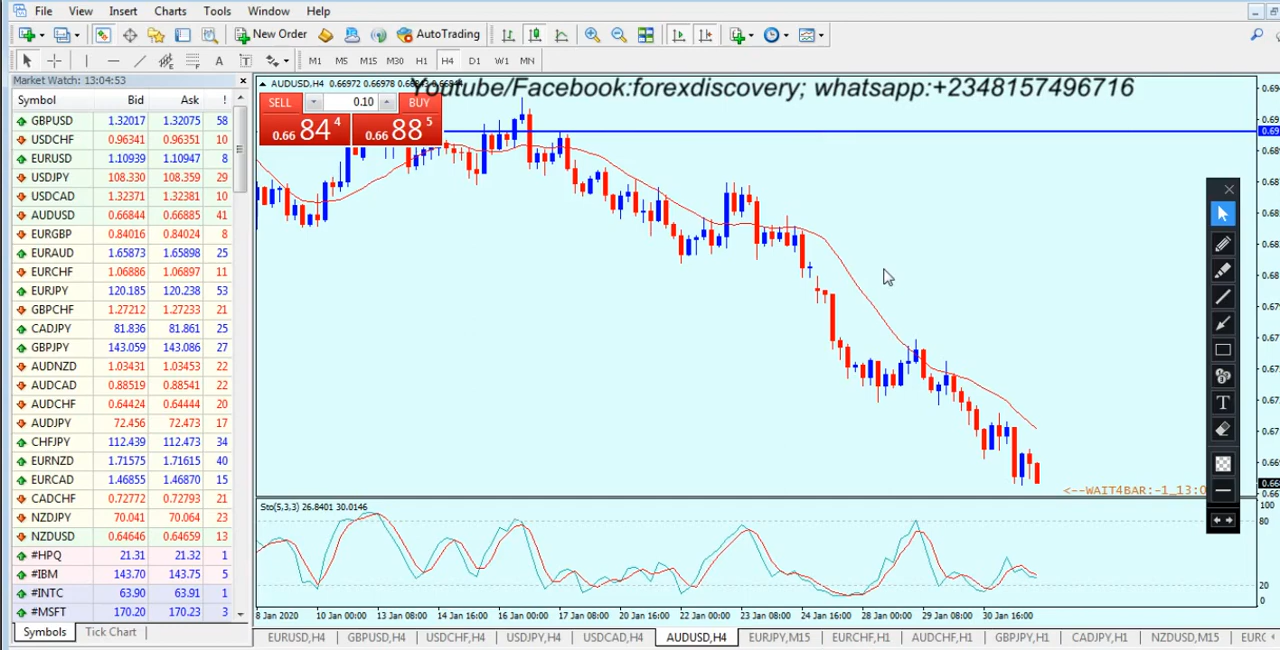 File View Insert Charts Tools Window Help
New Order AutoTrading
A T M1 M5 M15 M30 H1 H4 D1 W1 MN
Market Watch: 13:04:53
Symbol Bid Ask !
GBPUSD 1.32017 1.32075 58
USDCHF 0.96341 0.96351 10
EURUSD 1.10939 1.10947 8
USDJPY 108.330 108.359 29
USDCAD 1.32371 1.32381 10
AUDUSD 0.66844 0.66885 41
EURGBP 0.84016 0.84024 8
EURAUD 1.65873 1.65898 25
EURCHF 1.06886 1.06897 11
EURJPY 120.185 120.238 53
GBPCHF 1.27212 1.27233 21
CADJPY 81.836 81.861 25
GBPJPY 143.059 143.086 27
AUDNZD 1.03431 1.03453 22
AUDCAD 0.88519 0.88541 22
AUDCHF 0.64424 0.64444 20
AUDJPY 72.456 72.473 17
CHFJPY 112.439 112.473 34
EURNZD 1.71575 1.71615 40
EURCAD 1.46855 1.46870 15
CADCHF 0.72772 0.72793 21
NZDJPY 70.041 70.064 23
NZDUSD 0.64646 0.64659 13
#HPQ 21.31 21.32 1
#IBM 143.70 143.75 5
#INTC 63.90 63.91 1
#MSFT 170.20 170.23 3
Symbols Tick Chart
AUDUSD,H4 0.66972 0.66978
Youtube/Facebook:forexdiscovery; whatsapp:+2348157496716
SELL 0.10 BUY
0.66 84 4 0.66 88 5
T
<--WAIT4BAR:-1_13:0
Sto(5,3,3) 26.8401 30.0146
100
80
20
0
8 Jan 2020 10 Jan 00:00 13 Jan 08:00 14 Jan 16:00 16 Jan 00:00 17 Jan 08:00 20 Jan 16:00 22 Jan 00:00 23 Jan 08:00 24 Jan 16:00 28 Jan 00:00 29 Jan 08:00 30 Jan 16:00
EURUSD,H4 GBPUSD,H4 USDCHF,H4 USDJPY,H4 USDCAD,H4 AUDUSD,H4 EURJPY,M15 EURCHF,H1 AUDCHF,H1 GBPJPY,H1 CADJPY,H1 NZDUSD,M15